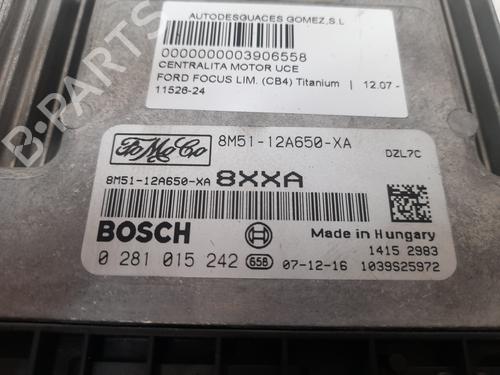 AUTODESGUACES GOMEZ,S.L
0000000003906558
CENTRALITA MOTOR UCE
FORD FOCUS LIM. (CB4) Titanium | 12.07 -
11526-24
FoMoCo 8M51-12A650-XA
DZL7C
8M51-12A650-XA 8XXA
BOSCH
Made in Hungary
1415 2983
0 281 015 242 656 07-12-16 1039S25972